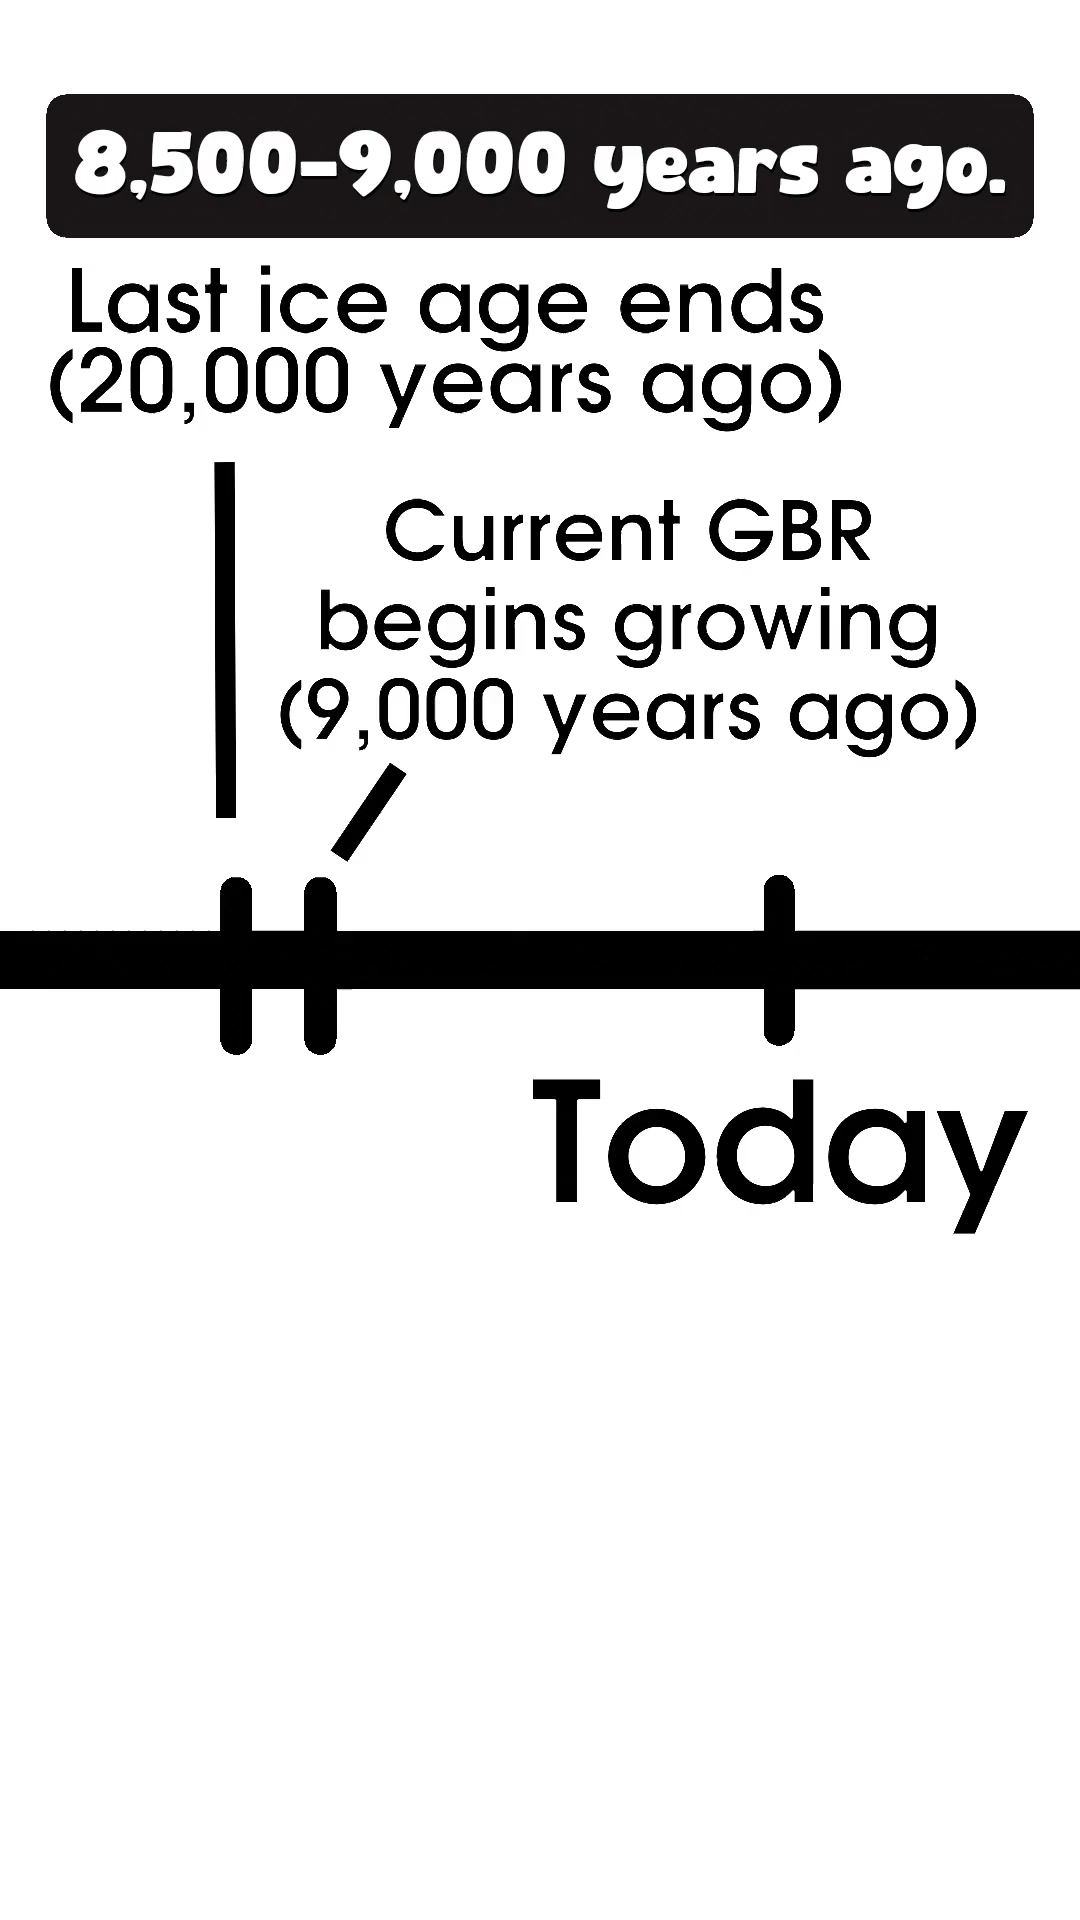 8,500-9,000 years ago.
Last ice age ends
(20,000 years ago)
Current GBR
begins growing
(9,000 years ago)
Today